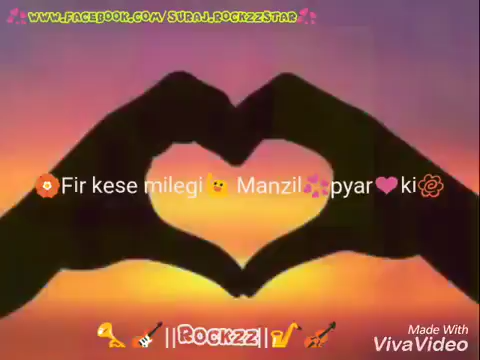 💞www.facebook.com/Suraj.RockzzStar💞
🏵Fir kese milegi🐥 Manzil💞pyar❤ki🌀
🎺🎸||Rockzz||🎷🎻
Made With
VivaVideo